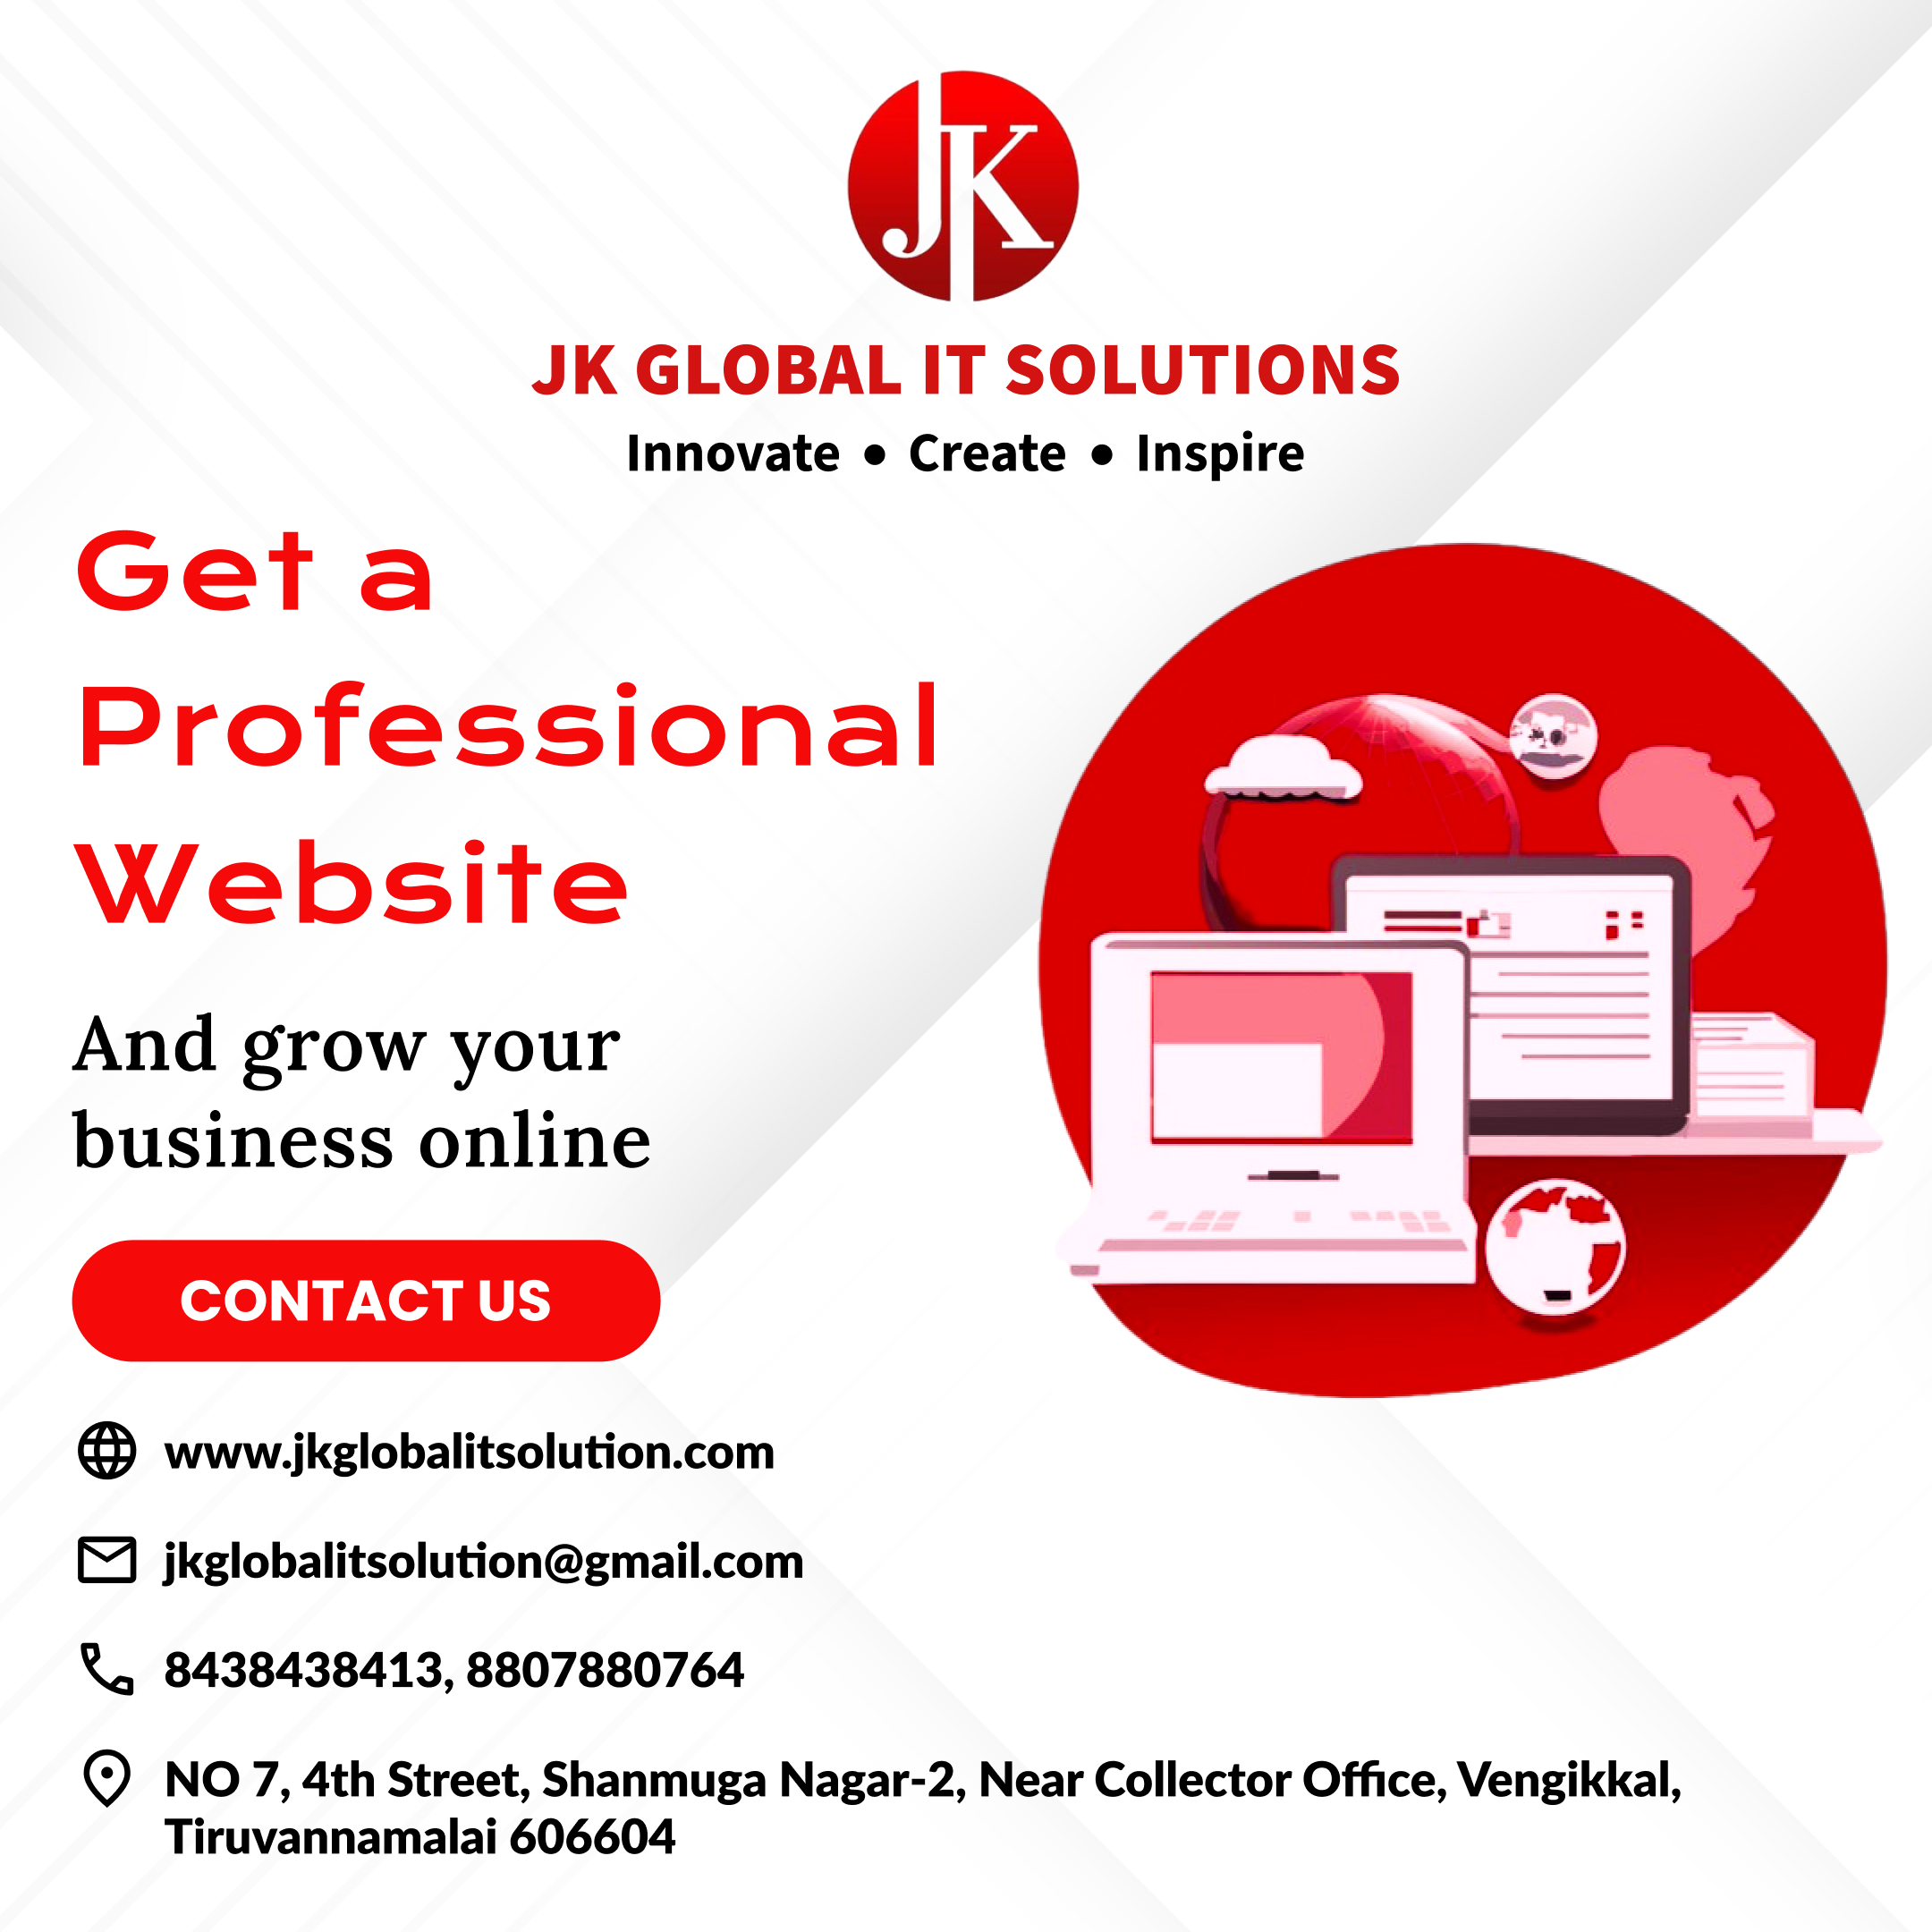 JK
JK GLOBAL IT SOLUTIONS
Innovate • Create • Inspire
Get a
Professional
Website
And grow your
business online
CONTACT US
www.jkglobalitsolution.com
jkglobalitsolution@gmail.com
8438438413, 8807880764
NO 7, 4th Street, Shanmuga Nagar-2, Near Collector Office, Vengikkal,
Tiruvannamalai 606604